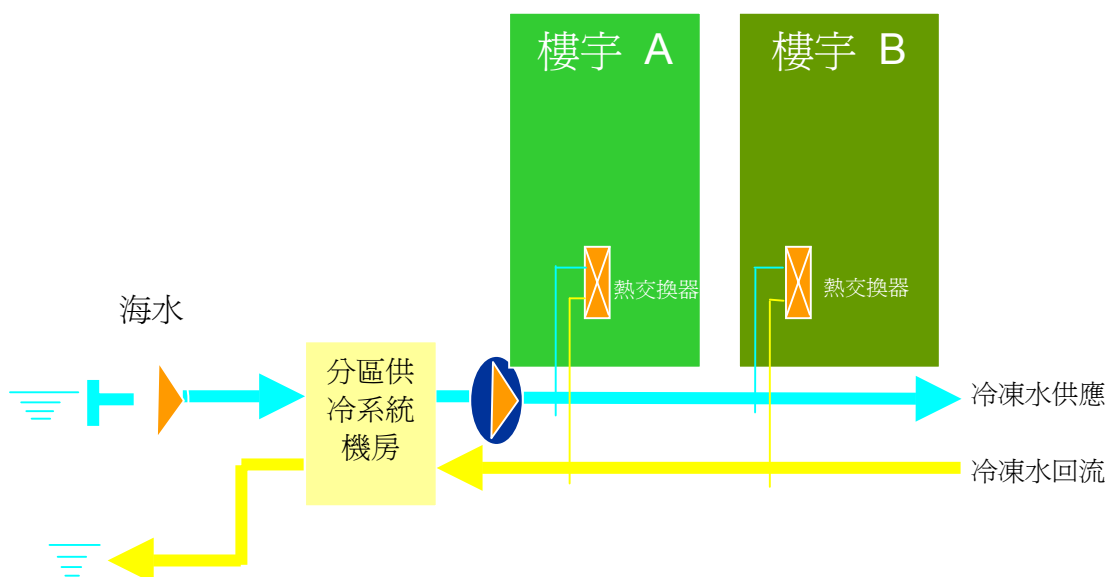 樓宇 A
樓宇 B
熱交換器
熱交換器
海水
分區供
冷系統
機房
冷凍水供應
冷凍水回流